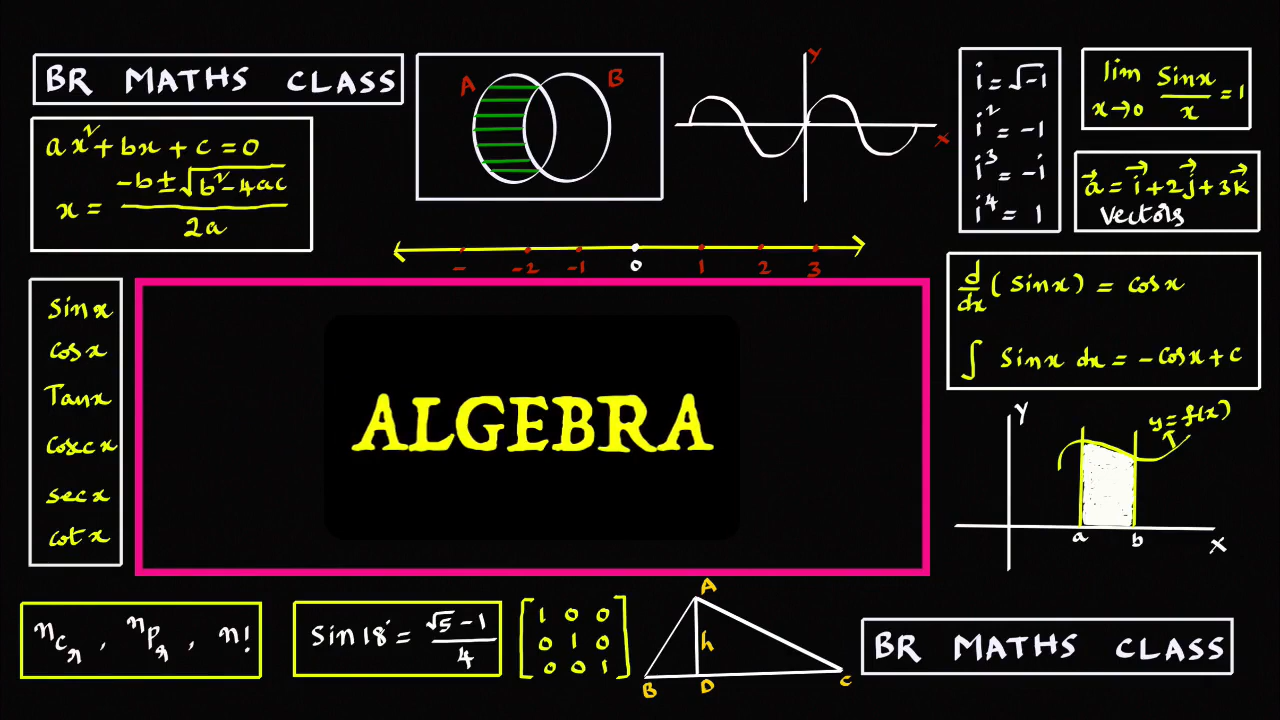 BR MATHS CLASS
ax²+bx+c=0
x = -b±√b²-4ac
2a
A B
Y
X
i=√-1
i²=-1
i³=-i
i⁴=1
lim sinx
x→0 x =1
a⃗=i⃗+2j⃗+3k⃗
Vectors
- -2 -1 0 1 2 3
d/dx (sinx) = cosx
∫ sinx dx = -cosx+c
Sinx
cosx
Tanx
cosecx
secx
cotx
ALGEBRA
Y
y=f(x)
a b
X
nCr, nPr, n!
Sin18°= √5-1
4
1 0 0
0 1 0
0 0 1
A
h
B D C
BR MATHS CLASS